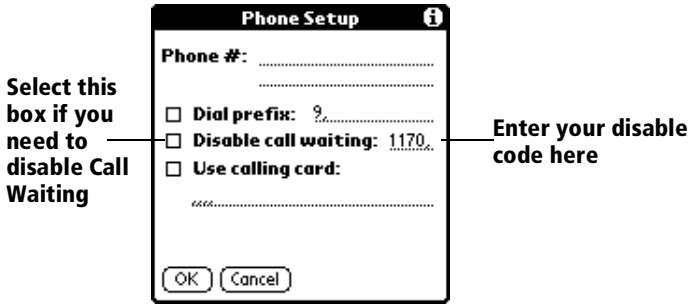 Phone Setup i
Phone #:
Select this
box if you
need to
disable Call
Waiting
Dial prefix: 9,
Disable call waiting: 1170,
Use calling card:
,,,,
Enter your disable
code here
OK Cancel